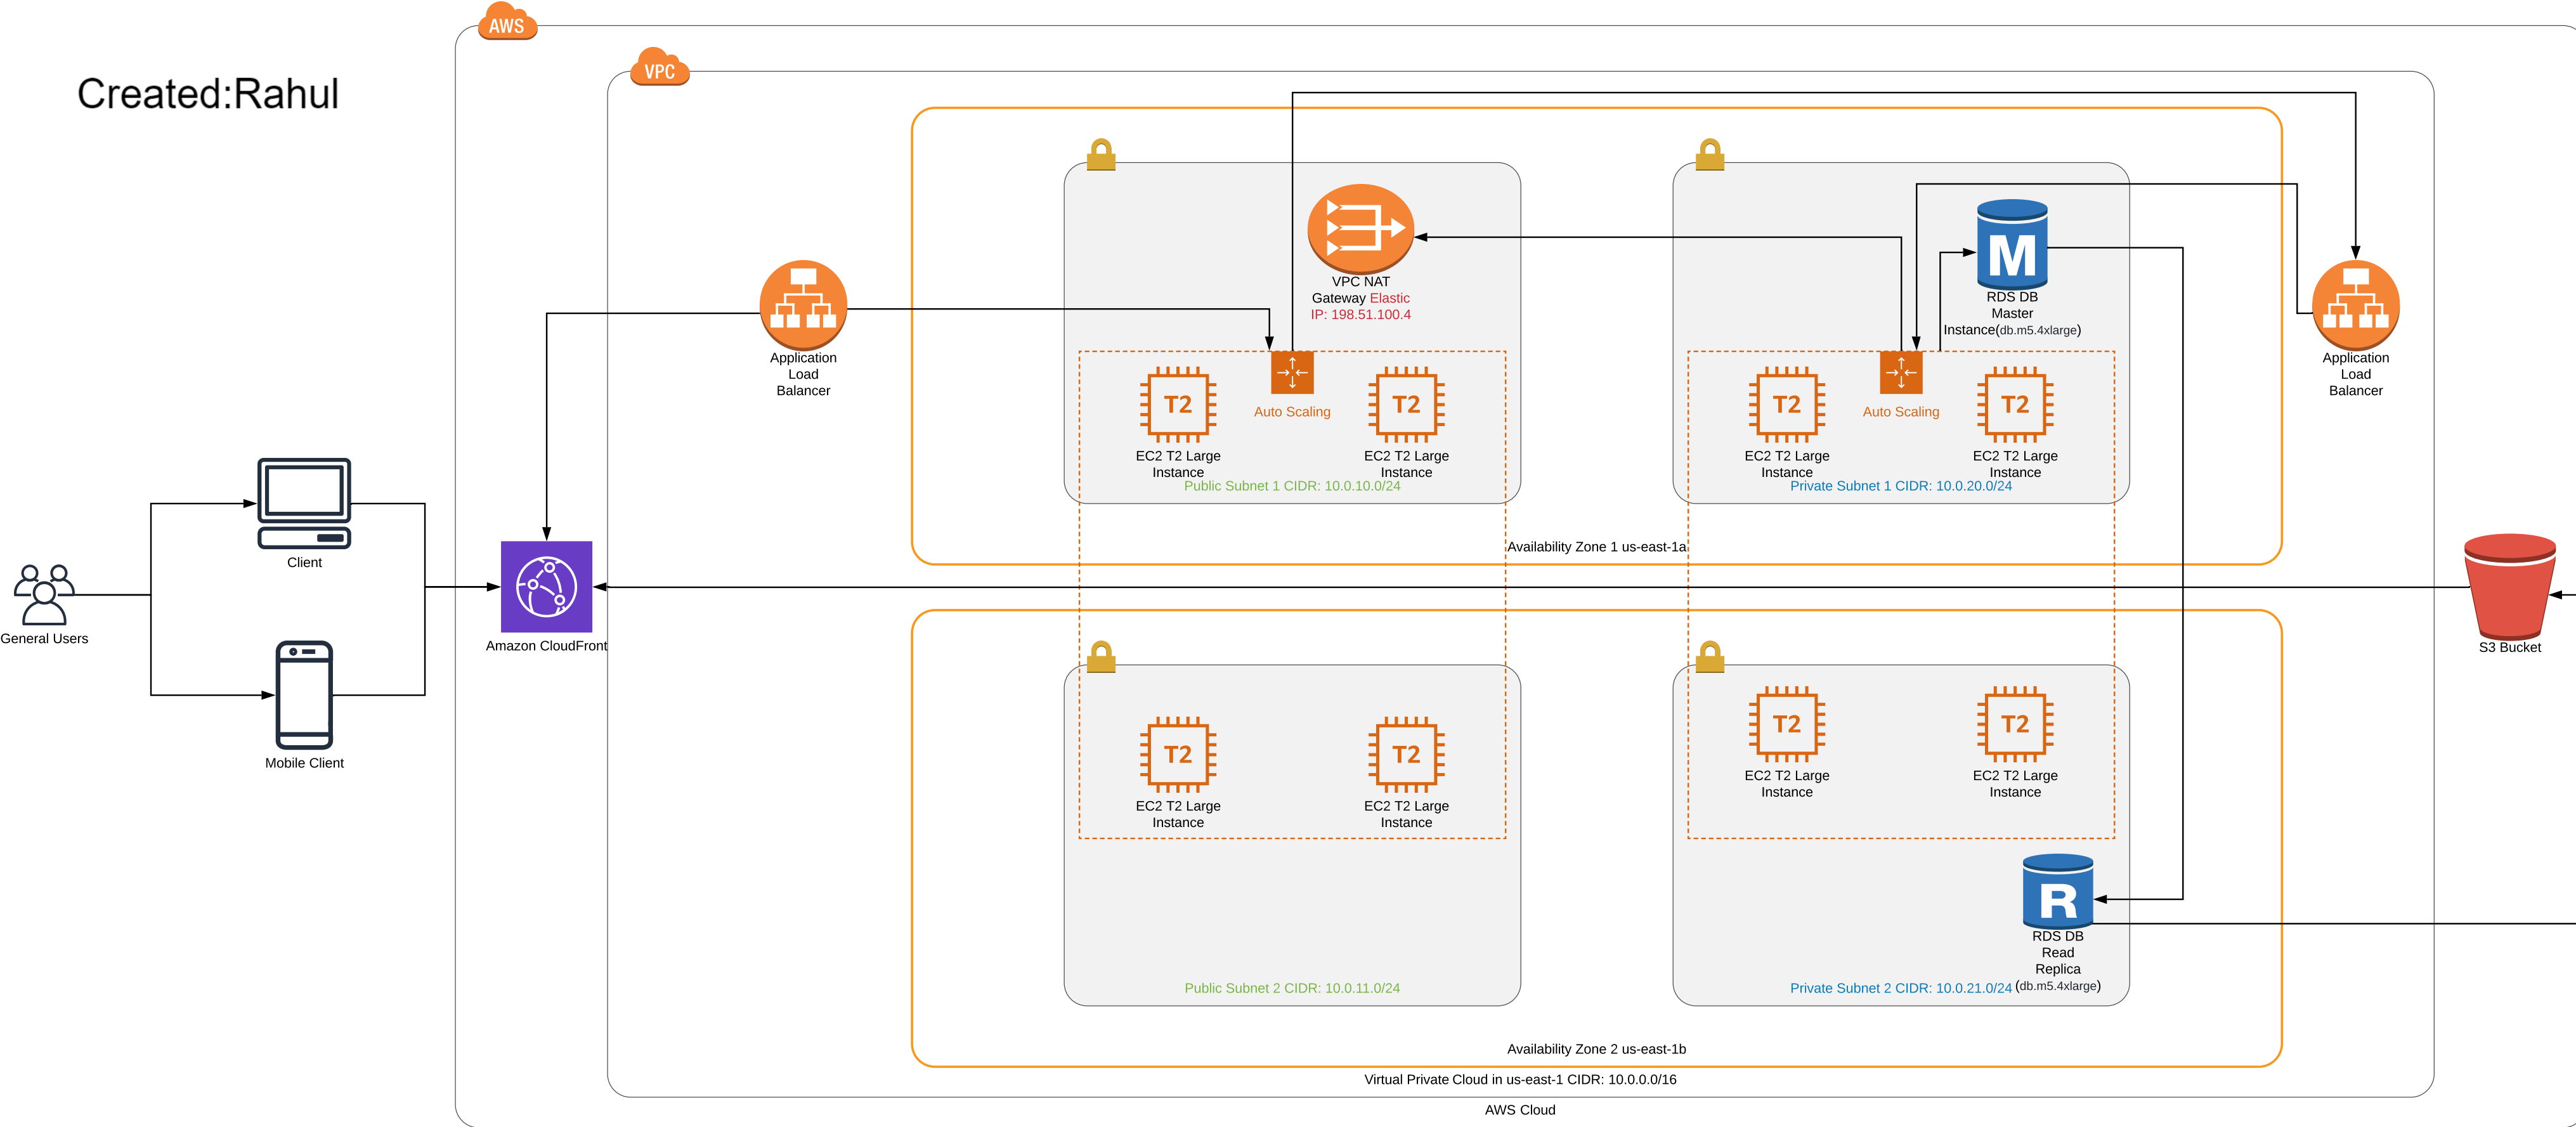 AWS
VPC
Created:Rahul
VPC NAT
Gateway Elastic
IP: 198.51.100.4
M
RDS DB
Master
Instance(db.m5.4xlarge)
Application
Load
Balancer
Application
Load
Balancer
T2
Auto Scaling
T2
T2
Auto Scaling
T2
EC2 T2 Large
Instance
EC2 T2 Large
Instance
EC2 T2 Large
Instance
EC2 T2 Large
Instance
Public Subnet 1 CIDR: 10.0.10.0/24
Private Subnet 1 CIDR: 10.0.20.0/24
Availability Zone 1 us-east-1a
Client
General Users
Amazon CloudFront
S3 Bucket
Mobile Client
T2
T2
T2
T2
EC2 T2 Large
Instance
EC2 T2 Large
Instance
EC2 T2 Large
Instance
EC2 T2 Large
Instance
R
RDS DB
Read
Replica
(db.m5.4xlarge)
Public Subnet 2 CIDR: 10.0.11.0/24
Private Subnet 2 CIDR: 10.0.21.0/24
Availability Zone 2 us-east-1b
Virtual Private Cloud in us-east-1 CIDR: 10.0.0.0/16
AWS Cloud